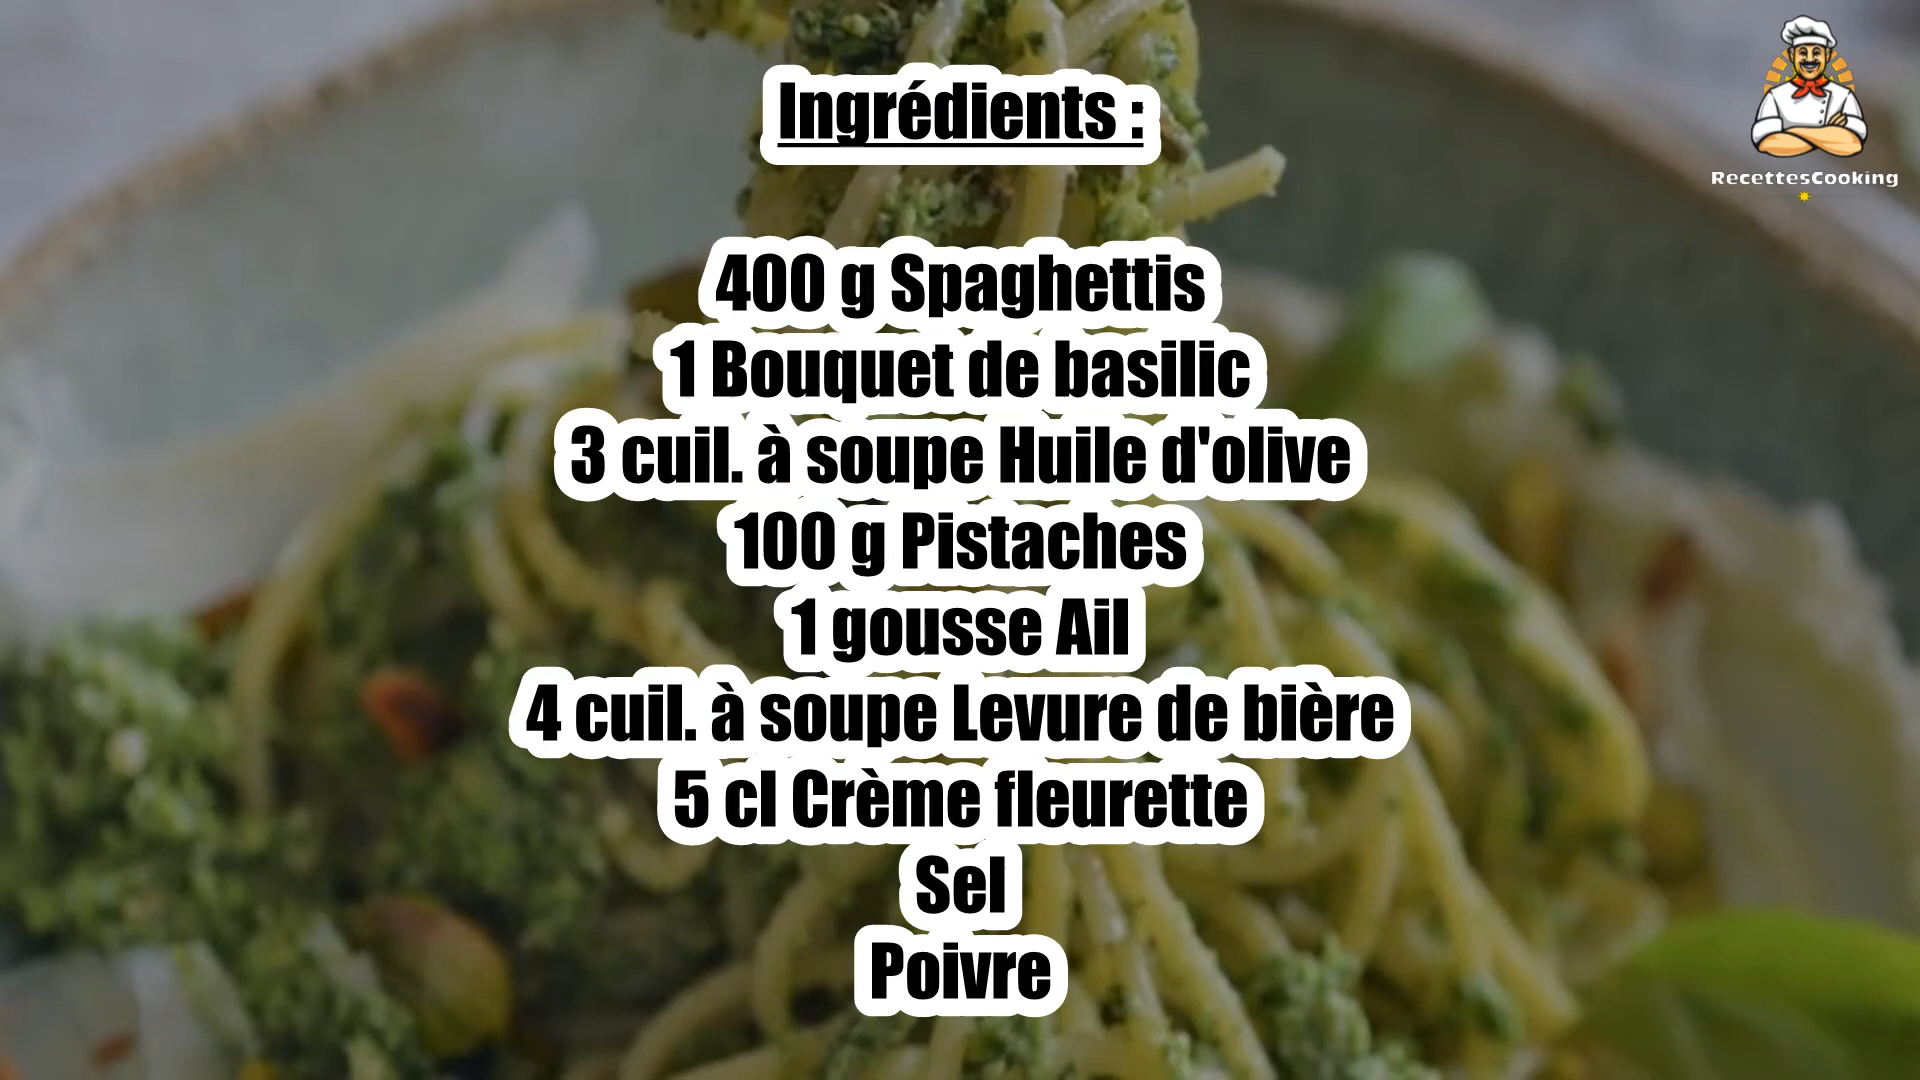 Ingrédients :
RecettesCooking
400 g Spaghettis
1 Bouquet de basilic
3 cuil. à soupe Huile d'olive
100 g Pistaches
1 gousse Ail
4 cuil. à soupe Levure de bière
5 cl Crème fleurette
Sel
Poivre